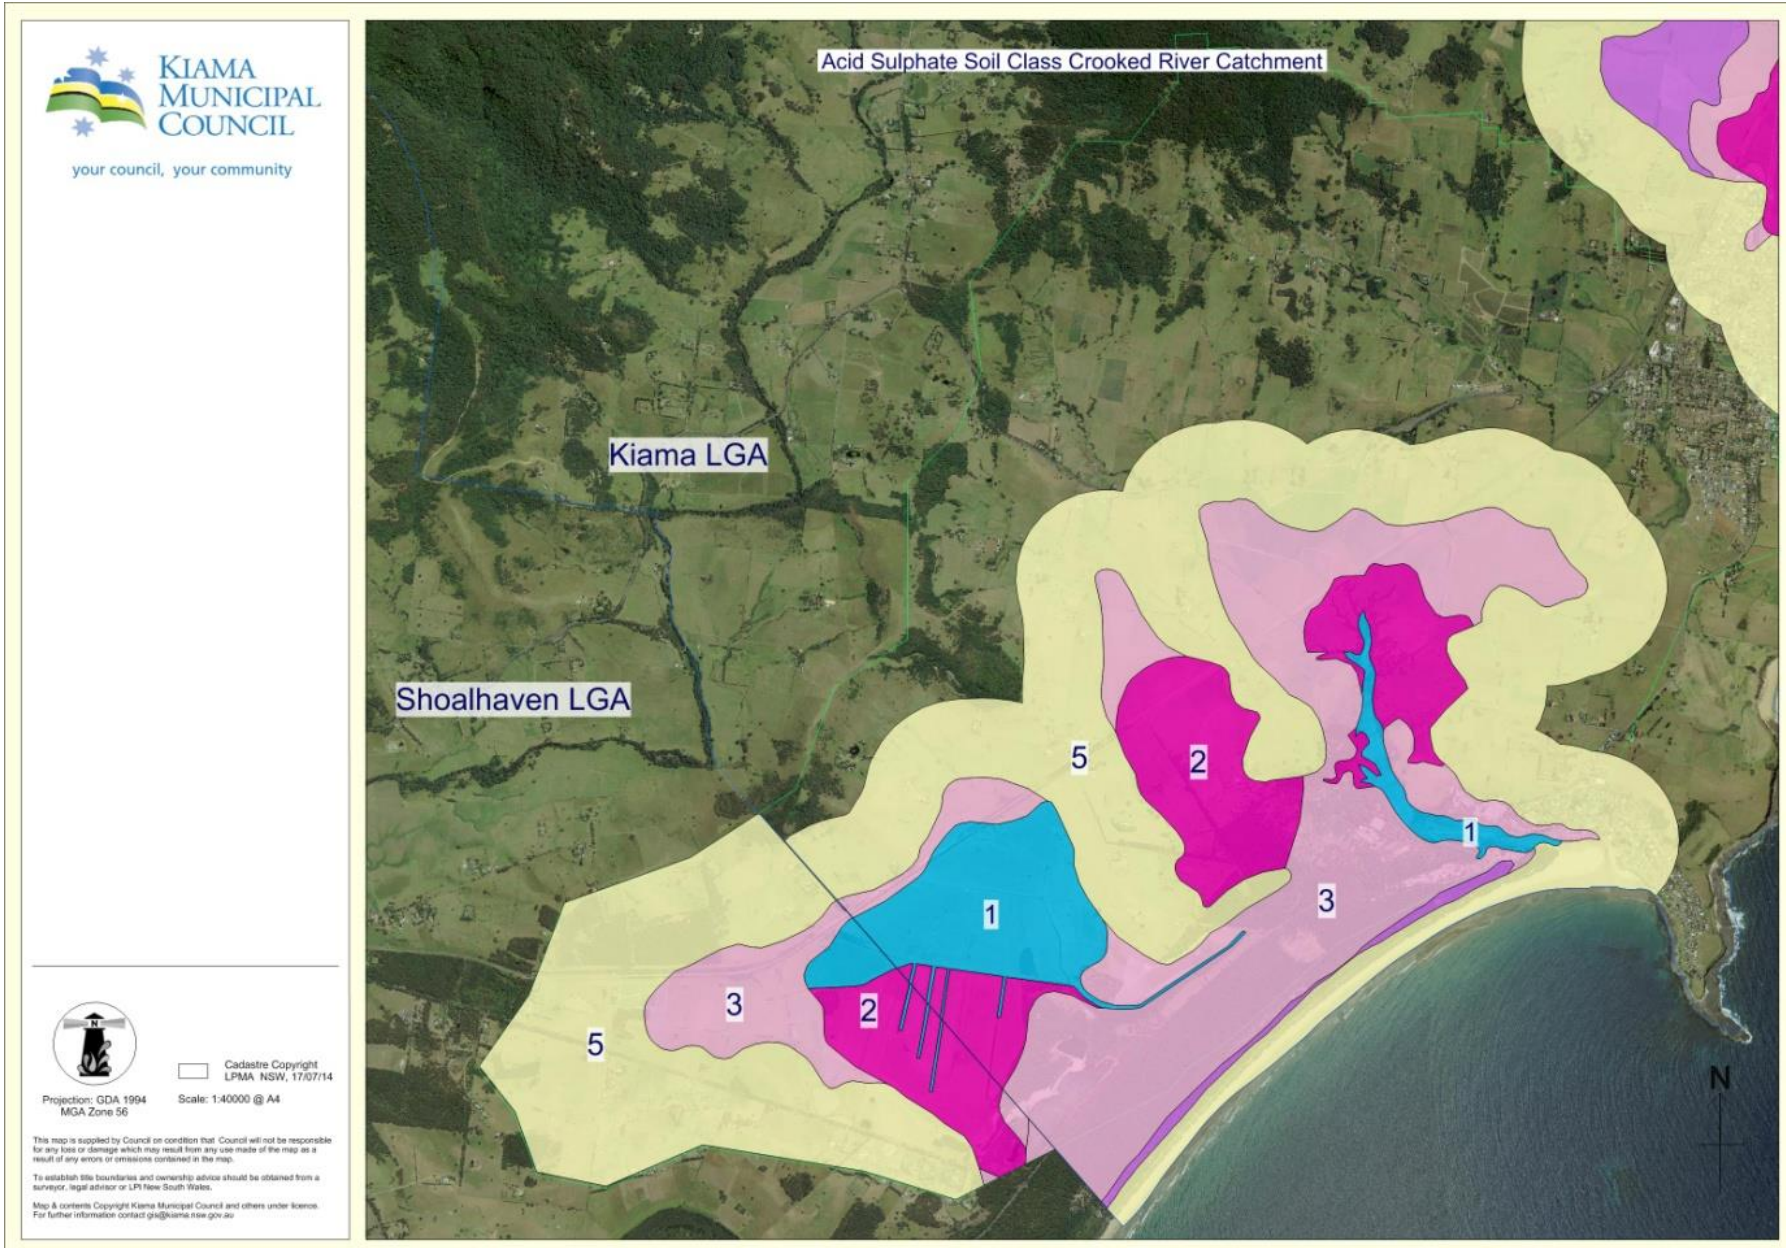 KIAMA
MUNICIPAL
COUNCIL
your council, your community
Acid Sulphate Soil Class Crooked River Catchment
Kiama LGA
Shoalhaven LGA
5
2
1
3
1
3
2
5
N
N
Cadastre Copyright
LPMA NSW, 17/07/14
Projection: GDA 1994
MGA Zone 56
Scale: 1:40000 @ A4
This map is supplied by Council on condition that Council will not be responsible
for any loss or damage which may result from any use made of the map as a
result of any errors or omissions contained in the map.
To establish title boundaries and ownership advice should be obtained from a
surveyor, legal advisor or LPI New South Wales.
Map & contents Copyright Kiama Municipal Council and others under licence.
For further information contact gis@kiama.nsw.gov.au